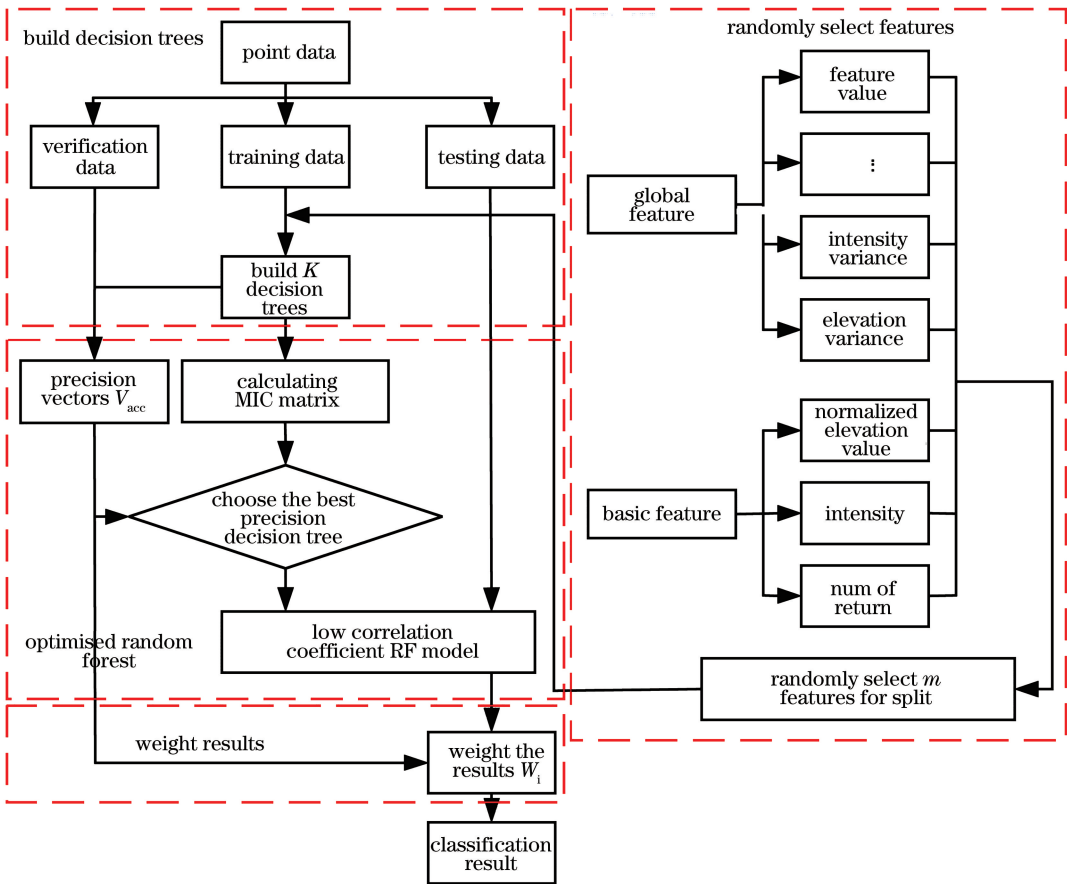 build decision trees
point data
verification
data
training data
testing data
build K
decision
trees
precision
vectors Vacc
calculating
MIC matrix
choose the best
precision
decision tree
optimised random
forest
low correlation
coefficient RF model
weight results
weight the
results Wi
classification
result
randomly select features
global
feature
feature
value
⋮
intensity
variance
elevation
variance
basic feature
normalized
elevation
value
intensity
num of
return
randomly select m
features for split